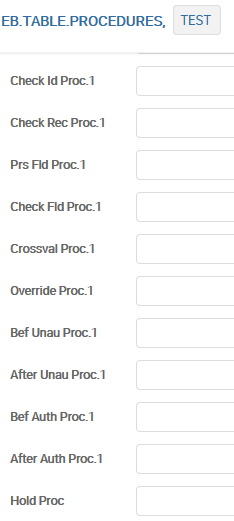 EB.TABLE.PROCEDURES, TEST
Check Id Proc.1
Check Rec Proc.1
Prs Fld Proc.1
Check Fld Proc.1
Crossval Proc.1
Override Proc.1
Bef Unau Proc.1
After Unau Proc.1
Bef Auth Proc.1
After Auth Proc.1
Hold Proc